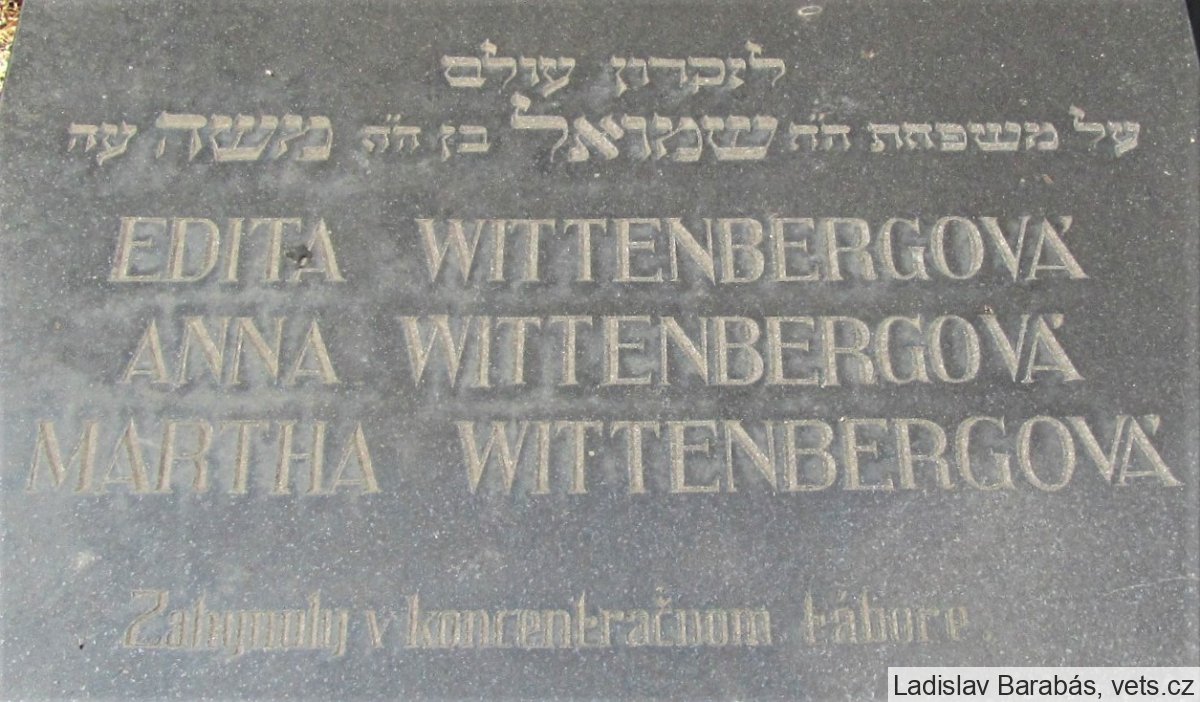 לזכרון עולם
על משפחת הח׳׳ שמואל בן הח׳׳ משה עה
EDITA WITTENBERGOVÁ
ANNA WITTENBERGOVÁ
MARTHA WITTENBERGOVÁ
Zahynuly v koncentračnom tábore.
Ladislav Barabás, vets.cz